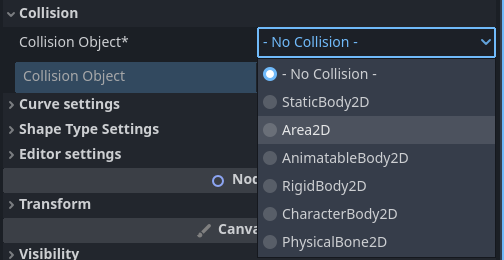 Collision
Collision Object*
- No Collision -
Collision Object
- No Collision -
StaticBody2D
Curve settings
Shape Type Settings
Area2D
Editor settings
AnimatableBody2D
Noc
RigidBody2D
Transform
CharacterBody2D
Canva
PhysicalBone2D
Visibility